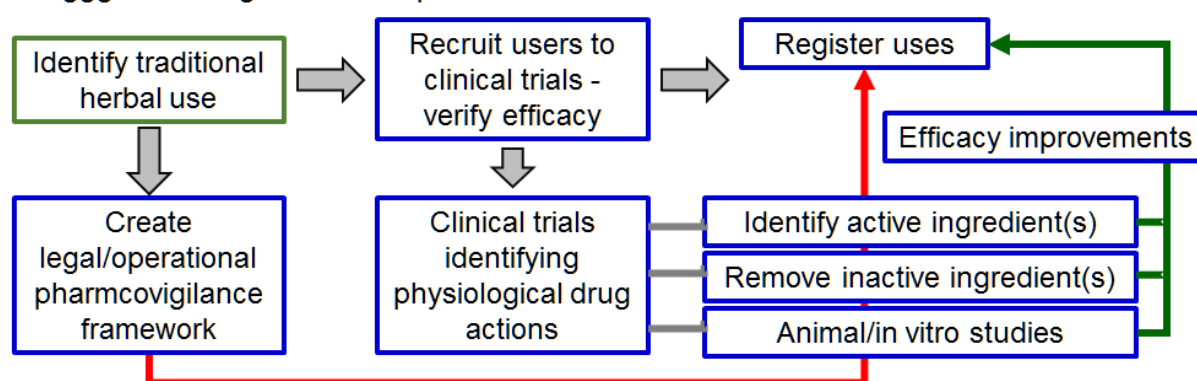 Identify traditional
herbal use
Recruit users to
clinical trials -
verify efficacy
Register uses
Efficacy improvements
Create
legal/operational
pharmcovigilance
framework
Clinical trials
identifying
physiological drug
actions
Identify active ingredient(s)
Remove inactive ingredient(s)
Animal/in vitro studies